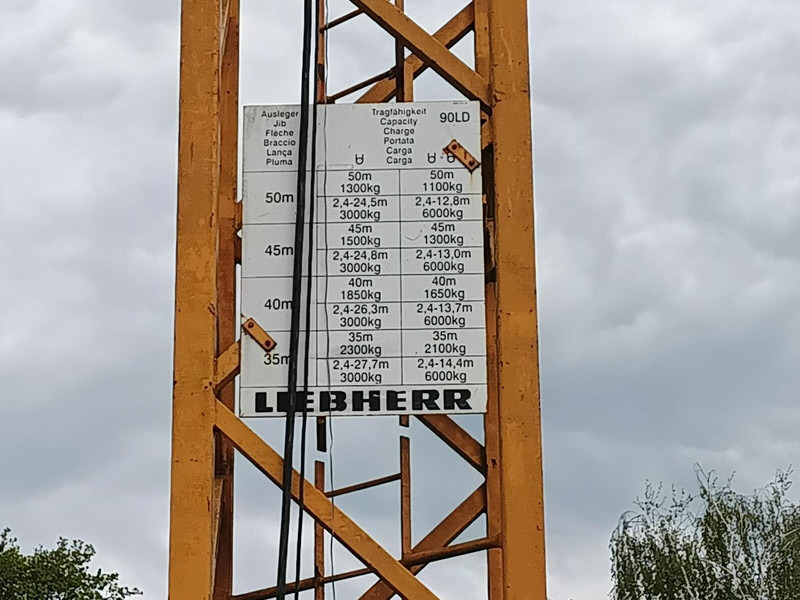 Ausleger
Jib
Flèche
Braccio
Lança
Pluma
Tragfähigkeit
Capacity
Charge
Portata
Carga
Carga
90LD
50m
50m 50m
1300kg 1100kg
2,4-24,5m 2,4-12,8m
3000kg 6000kg
45m
45m 45m
1500kg 1300kg
2,4-24,8m 2,4-13,0m
3000kg 6000kg
40m
40m 40m
1850kg 1650kg
2,4-26,3m 2,4-13,7m
3000kg 6000kg
35m
35m 35m
2300kg 2100kg
2,4-27,7m 2,4-14,4m
3000kg 6000kg
LIEBHERR